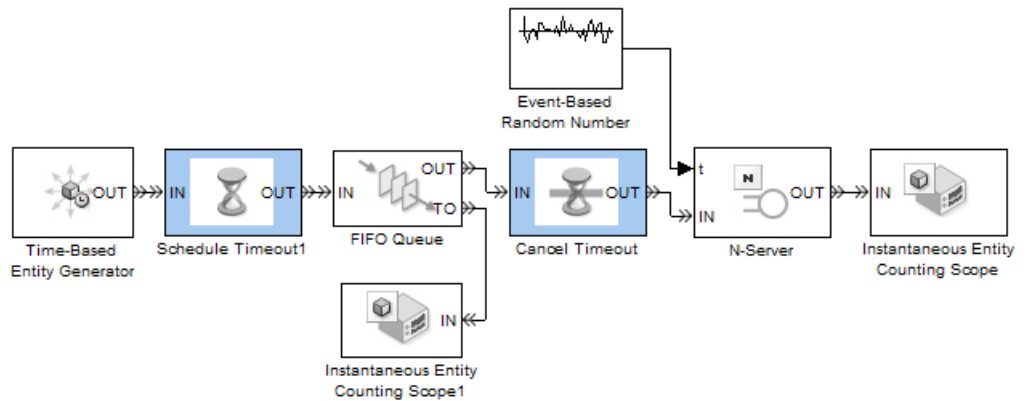 Event-Based
Random Number
OUT
Time-Based
Entity Generator
IN
OUT
Schedule Timeout1
IN
OUT
TO
FIFO Queue
IN
OUT
Cancel Timeout
t
IN
N
OUT
N-Server
IN
Instantaneous Entity
Counting Scope
IN
Instantaneous Entity
Counting Scope1